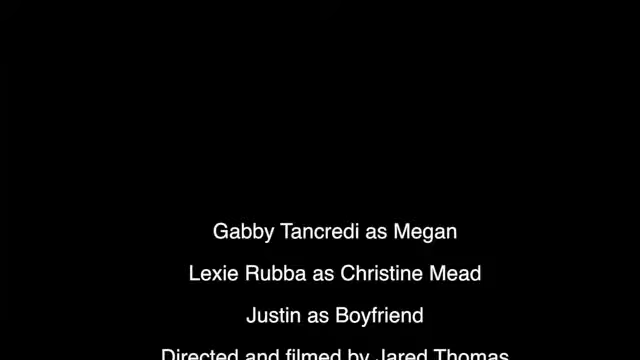 Gabby Tancredi as Megan
Lexie Rubba as Christine Mead
Justin as Boyfriend
Directed and filmed by Jared Thomas